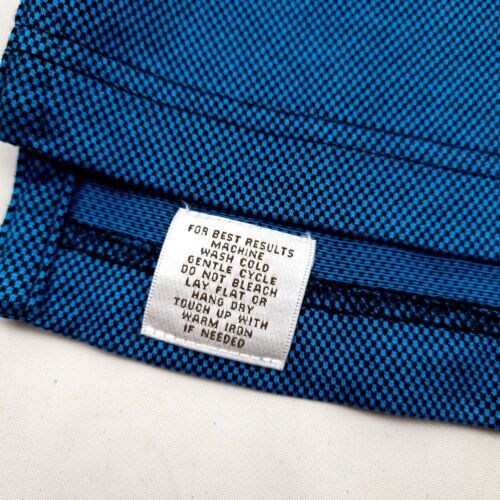 FOR BEST RESULTS
MACHINE
WASH COLD
GENTLE CYCLE
DO NOT BLEACH
LAY FLAT OR
HANG DRY
TOUCH UP WITH
WARM IRON
IF NEEDED